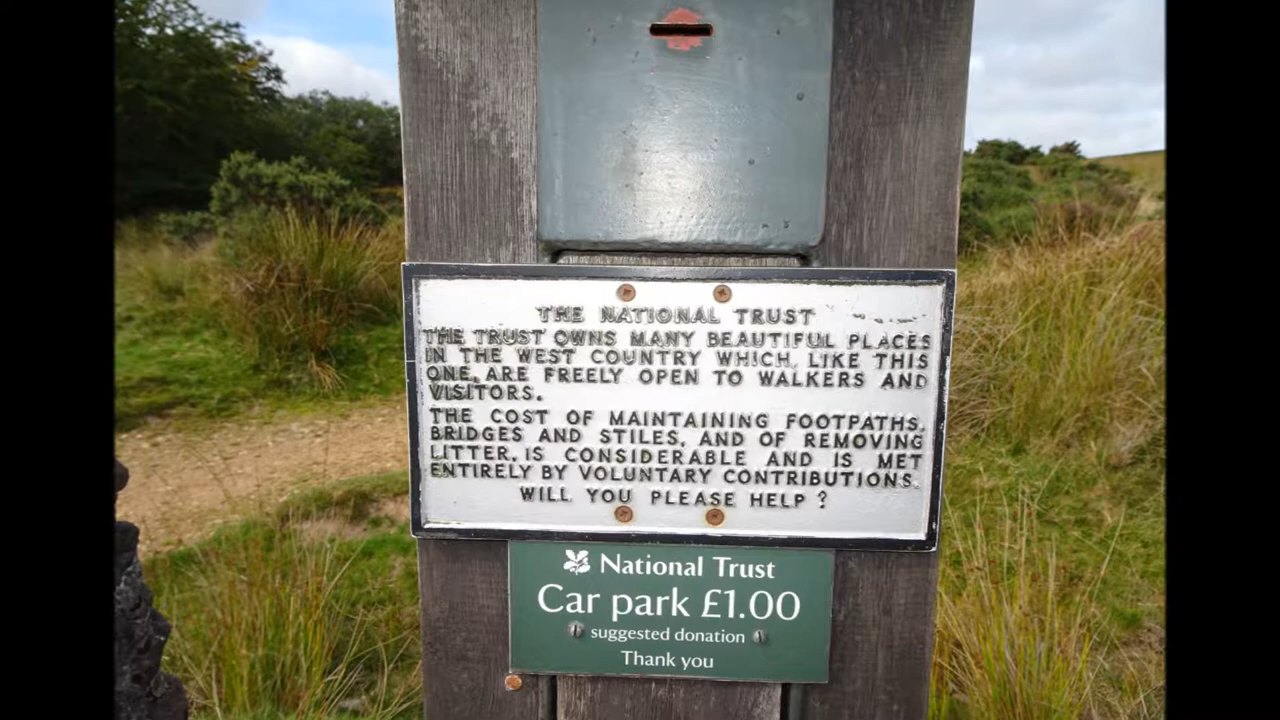 THE NATIONAL TRUST
THE TRUST OWNS MANY BEAUTIFUL PLACES
IN THE WEST COUNTRY WHICH, LIKE THIS
ONE, ARE FREELY OPEN TO WALKERS AND
VISITORS.
THE COST OF MAINTAINING FOOTPATHS,
BRIDGES AND STILES, AND OF REMOVING
LITTER, IS CONSIDERABLE AND IS MET
ENTIRELY BY VOLUNTARY CONTRIBUTIONS.
WILL YOU PLEASE HELP?
National Trust
Car park £1.00
suggested donation
Thank you